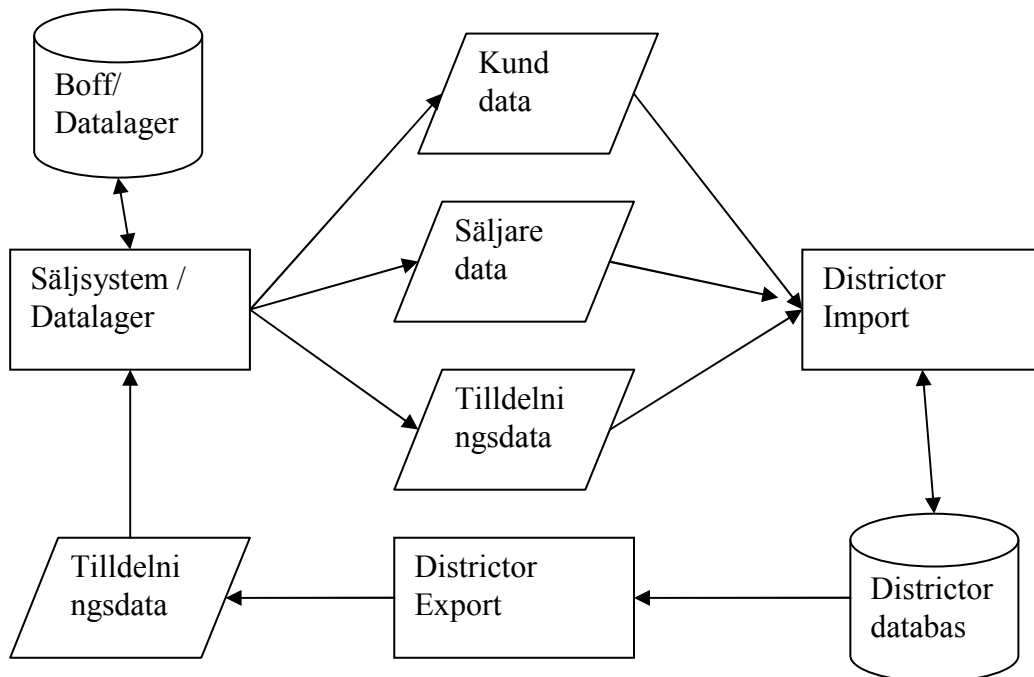 Boff/
Datalager
Kund
data
Säljsystem /
Datalager
Säljare
data
Districtor
Import
Tilldelni
ngsdata
Tilldelni
ngsdata
Districtor
Export
Districtor
databas